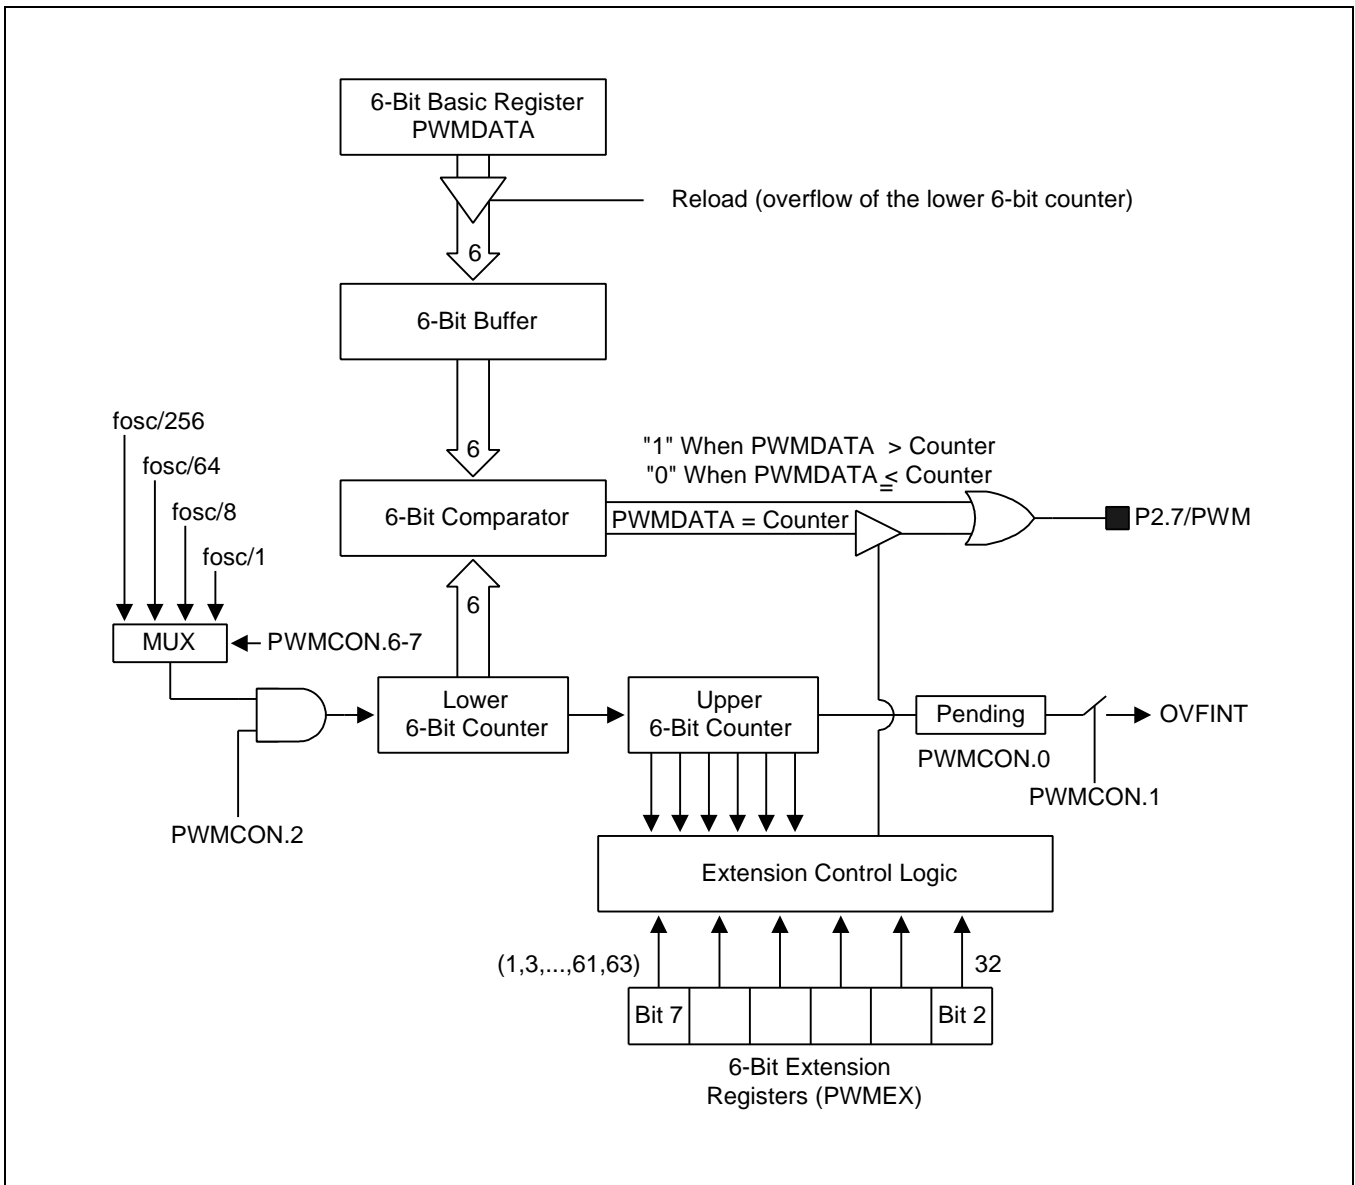 6-Bit Basic Register
PWMDATA
Reload (overflow of the lower 6-bit counter)
6
6-Bit Buffer
6
fosc/256
fosc/64
fosc/8
fosc/1
"1" When PWMDATA > Counter
"0" When PWMDATA ≦ Counter
6-Bit Comparator
PWMDATA = Counter
P2.7/PWM
6
MUX
PWMCON.6-7
Lower
6-Bit Counter
Upper
6-Bit Counter
Pending
OVFINT
PWMCON.0
PWMCON.1
PWMCON.2
Extension Control Logic
(1,3,...,61,63)
32
Bit 7
Bit 2
6-Bit Extension
Registers (PWMEX)